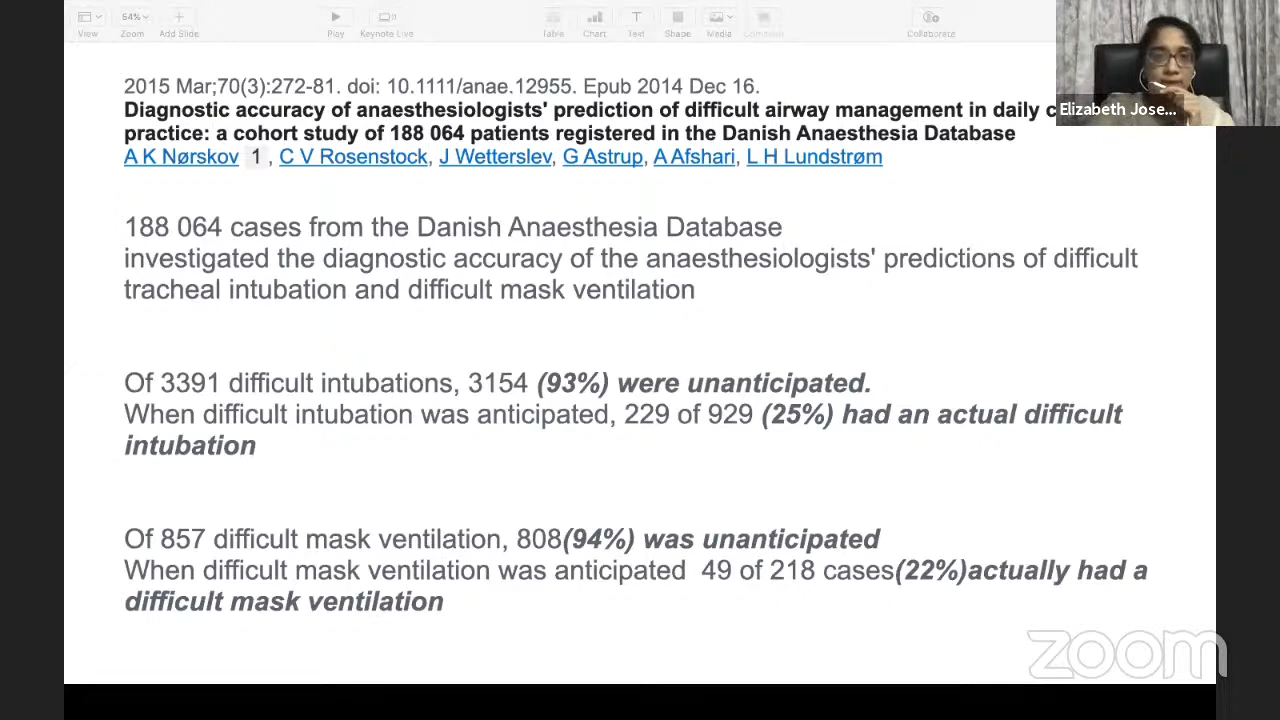 54%
View
Zoom
Add Slide
Play
Keynote Live
Table
Chart
Text
Shape
Media
Comment
Collaborate
Elizabeth Jose...
2015 Mar;70(3):272-81. doi: 10.1111/anae.12955. Epub 2014 Dec 16.
Diagnostic accuracy of anaesthesiologists' prediction of difficult airway management in daily c
practice: a cohort study of 188 064 patients registered in the Danish Anaesthesia Database
A K Nørskov 1 , C V Rosenstock, J Wetterslev, G Astrup, A Afshari, L H Lundstrøm
188 064 cases from the Danish Anaesthesia Database
investigated the diagnostic accuracy of the anaesthesiologists' predictions of difficult
tracheal intubation and difficult mask ventilation
Of 3391 difficult intubations, 3154 (93%) were unanticipated.
When difficult intubation was anticipated, 229 of 929 (25%) had an actual difficult
intubation
Of 857 difficult mask ventilation, 808(94%) was unanticipated
When difficult mask ventilation was anticipated 49 of 218 cases(22%)actually had a
difficult mask ventilation
zoom